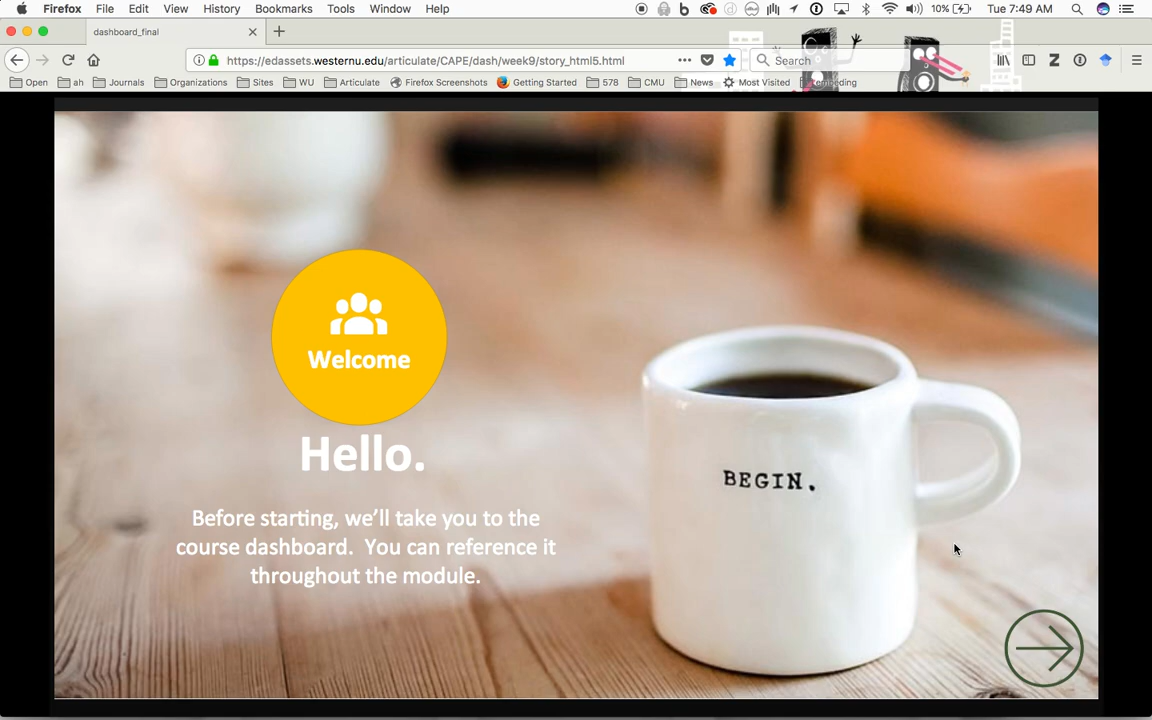 Firefox File Edit View History Bookmarks Tools Window Help 10% Tue 7:49 AM
dashboard_final
https://edassets.westernu.edu/articulate/CAPE/dash/week9/story_html5.html Search
Open ah Journals Organizations Sites WU Articulate Firefox Screenshots Getting Started 578 CMU News Most Visited Embedding
Welcome
Hello.
Before starting, we'll take you to the
course dashboard. You can reference it
throughout the module.
BEGIN.